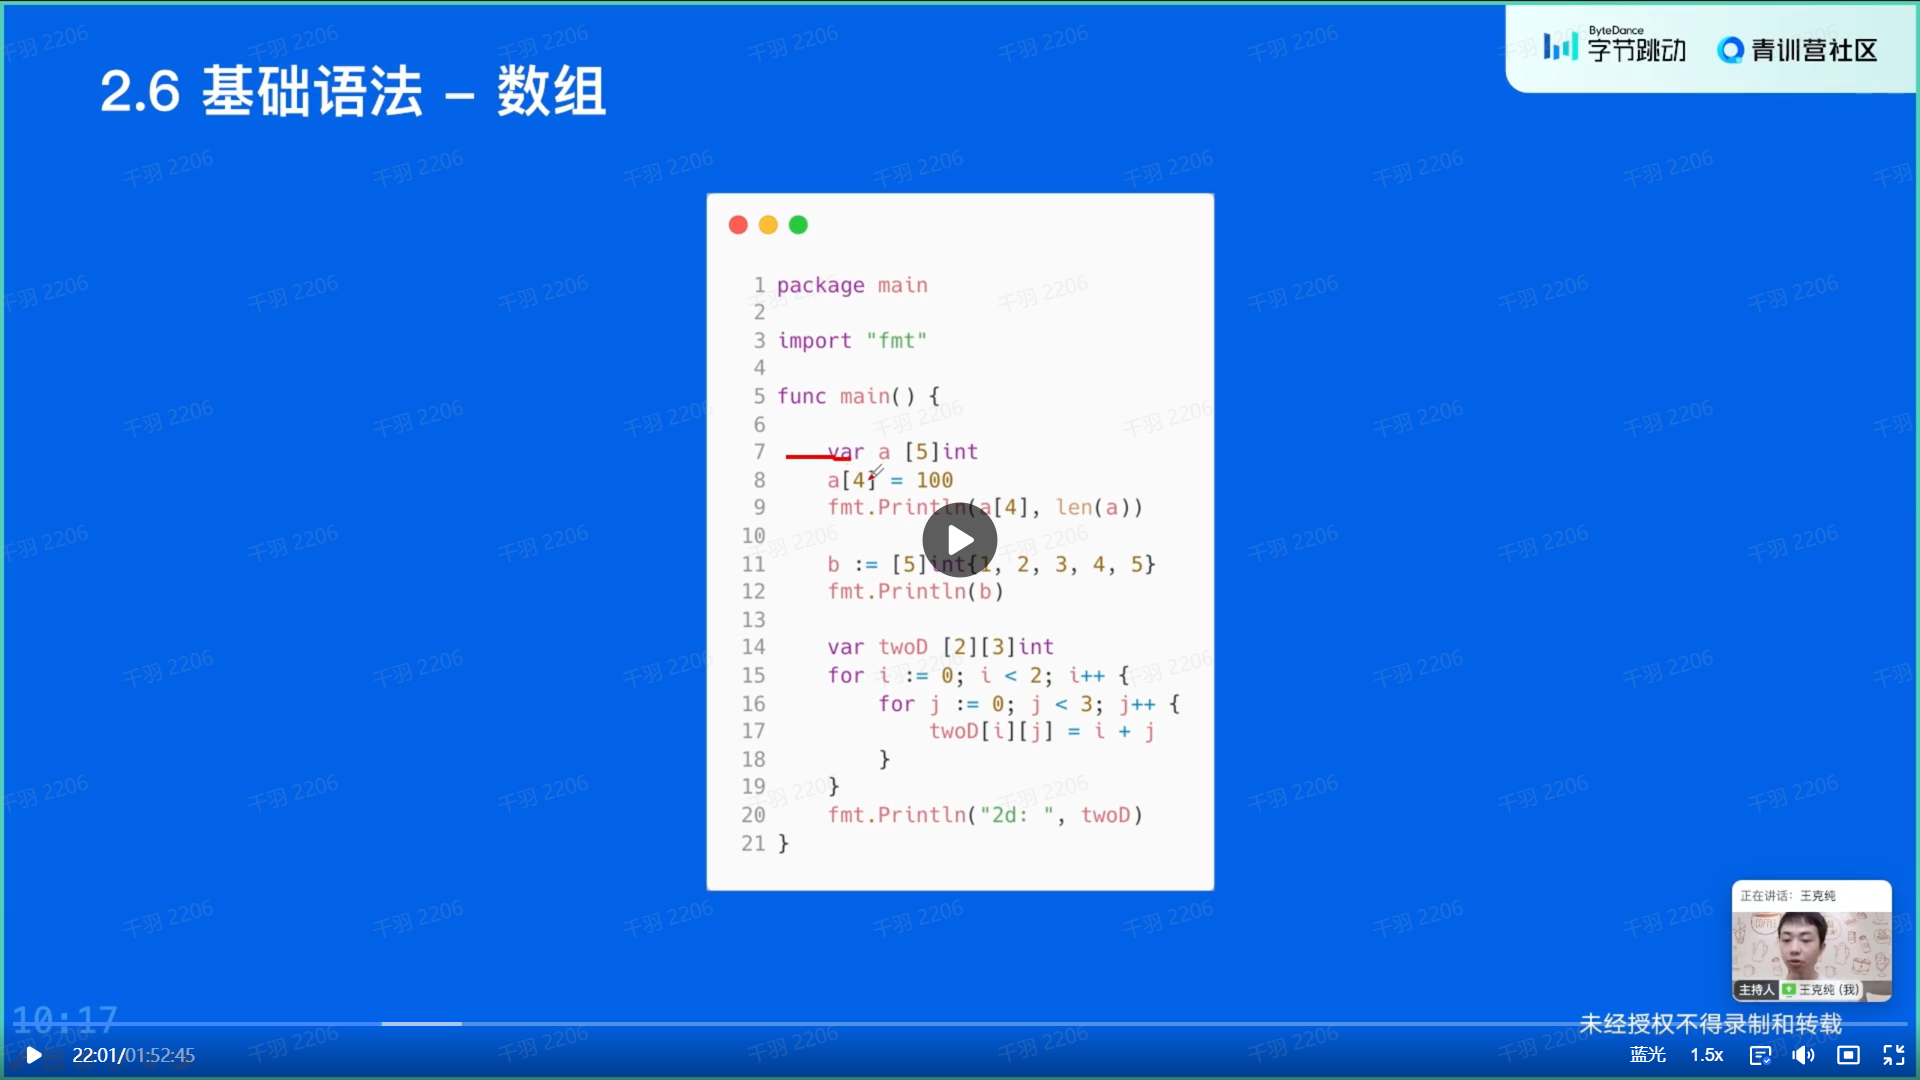 2.6 基础语法 – 数组
ByteDance
字节跳动
青训营社区
1 package main
2
3 import "fmt"
4
5 func main() {
6
7 var a [5]int
8 a[4] = 100
9 fmt.Println(a[4], len(a))
10
11 b := [5]int{1, 2, 3, 4, 5}
12 fmt.Println(b)
13
14 var twoD [2][3]int
15 for i := 0; i < 2; i++ {
16 for j := 0; j < 3; j++ {
17 twoD[i][j] = i + j
18 }
19 }
20 fmt.Println("2d: ", twoD)
21 }
正在讲话: 王克纯
主持人 王克纯 (我)
10:17
未经授权不得录制和转载
22:01/01:52:45
蓝光 1.5x
千羽 2206